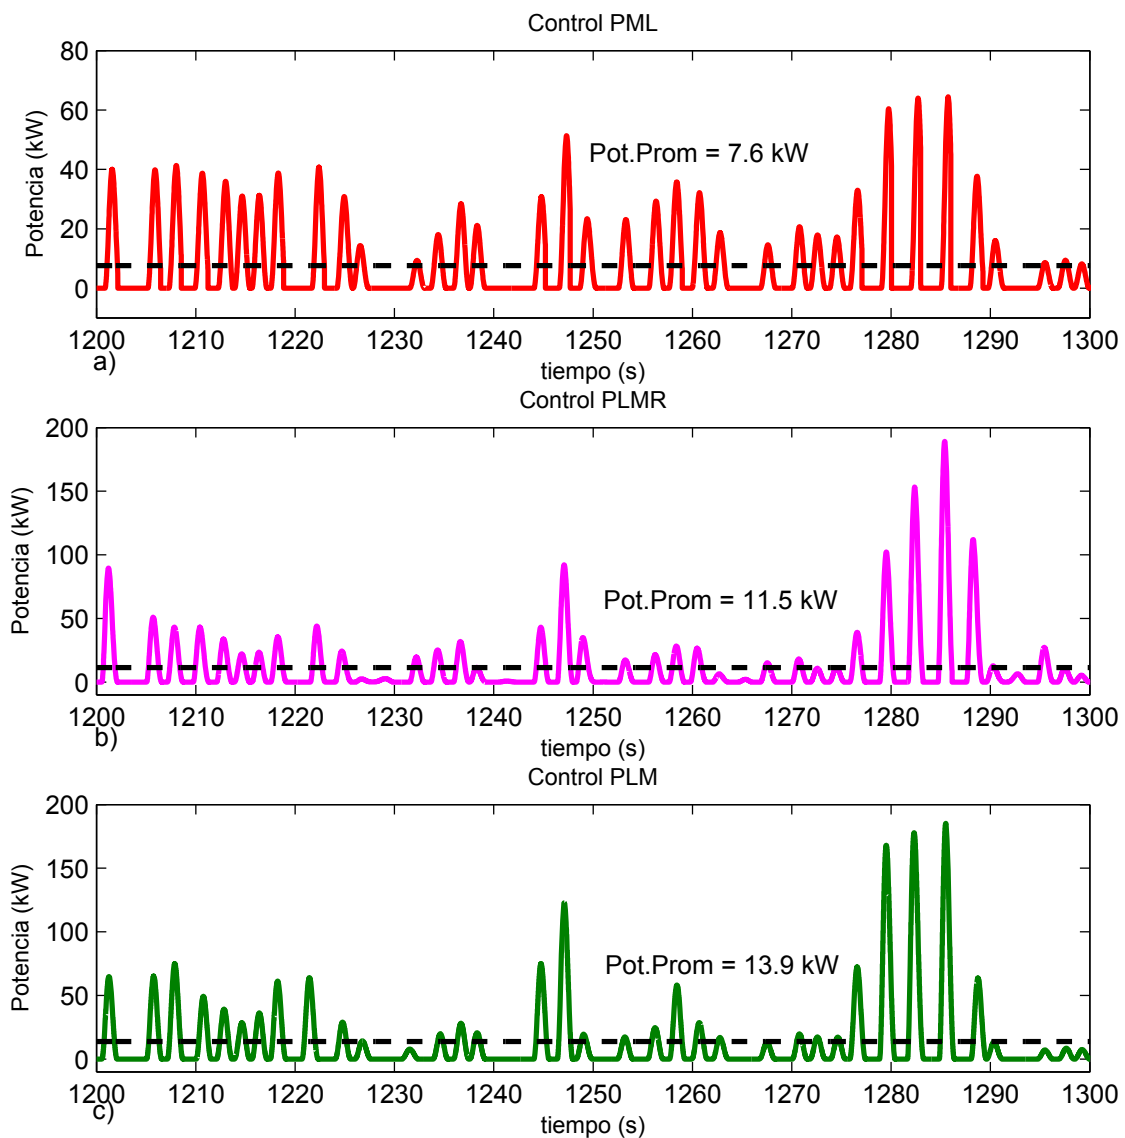 Control PML
Potencia (kW)
80
60
40
20
0
Pot.Prom = 7.6 kW
1200 1210 1220 1230 1240 1250 1260 1270 1280 1290 1300
a)
tiempo (s)
Control PLMR
Potencia (kW)
200
150
100
50
0
Pot.Prom = 11.5 kW
1200 1210 1220 1230 1240 1250 1260 1270 1280 1290 1300
b)
tiempo (s)
Control PLM
Potencia (kW)
200
150
100
50
0
Pot.Prom = 13.9 kW
1200 1210 1220 1230 1240 1250 1260 1270 1280 1290 1300
c)
tiempo (s)